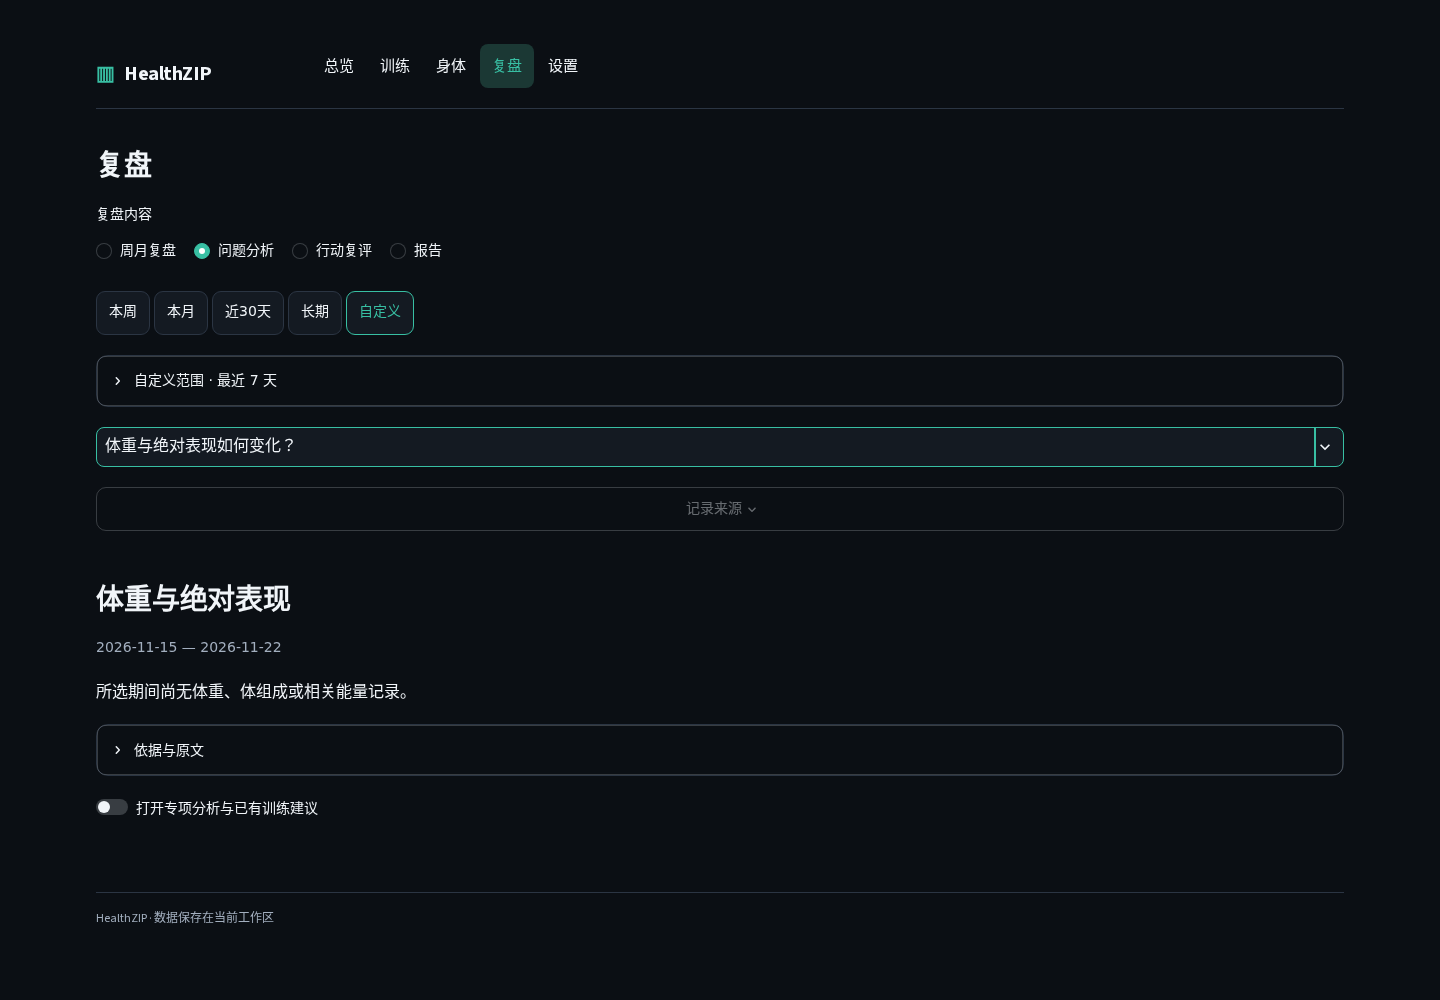 HealthZIP
总览 训练 身体 复盘 设置
复盘
复盘内容
周月复盘 问题分析 行动复评 报告
本周 本月 近30天 长期 自定义
自定义范围 · 最近 7 天
体重与绝对表现如何变化？
记录来源
体重与绝对表现
2026-11-15 — 2026-11-22
所选期间尚无体重、体组成或相关能量记录。
依据与原文
打开专项分析与已有训练建议
HealthZIP · 数据保存在当前工作区